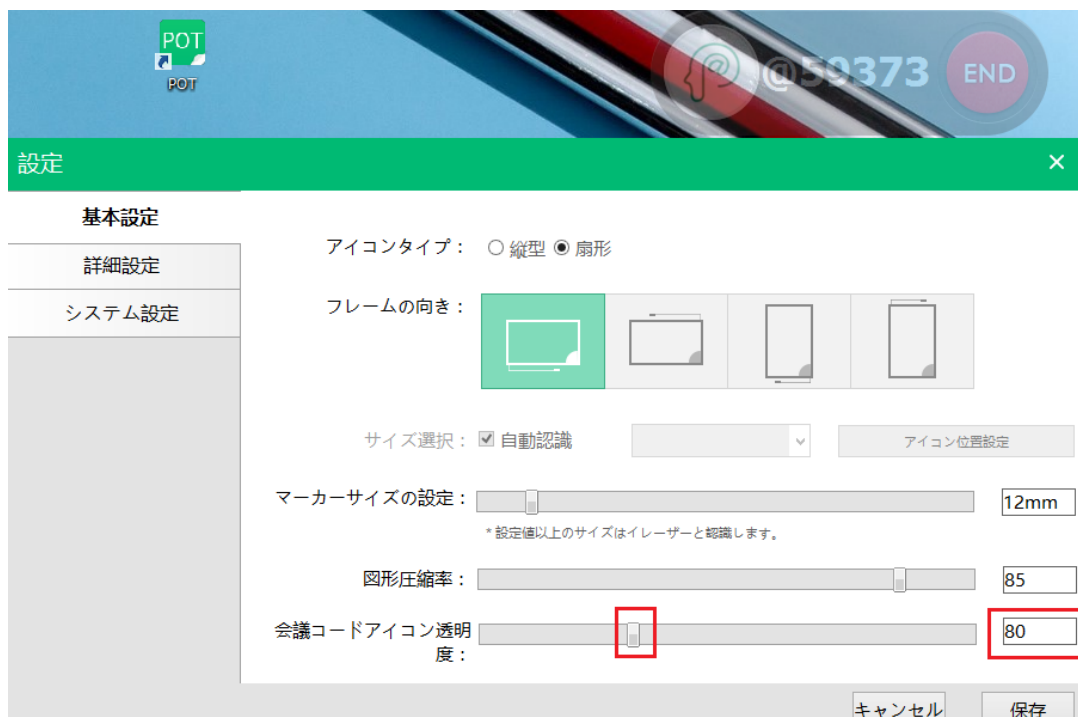 POT
POT
@59373
END
設定
×
基本設定
詳細設定
システム設定
アイコンタイプ：
縦型
扇形
フレームの向き：
サイズ選択：
自動認識
アイコン位置設定
マーカーサイズの設定：
12mm
*設定値以上のサイズはイレーザーと認識します。
図形圧縮率：
85
会議コードアイコン透明
度：
80
キャンセル
保存